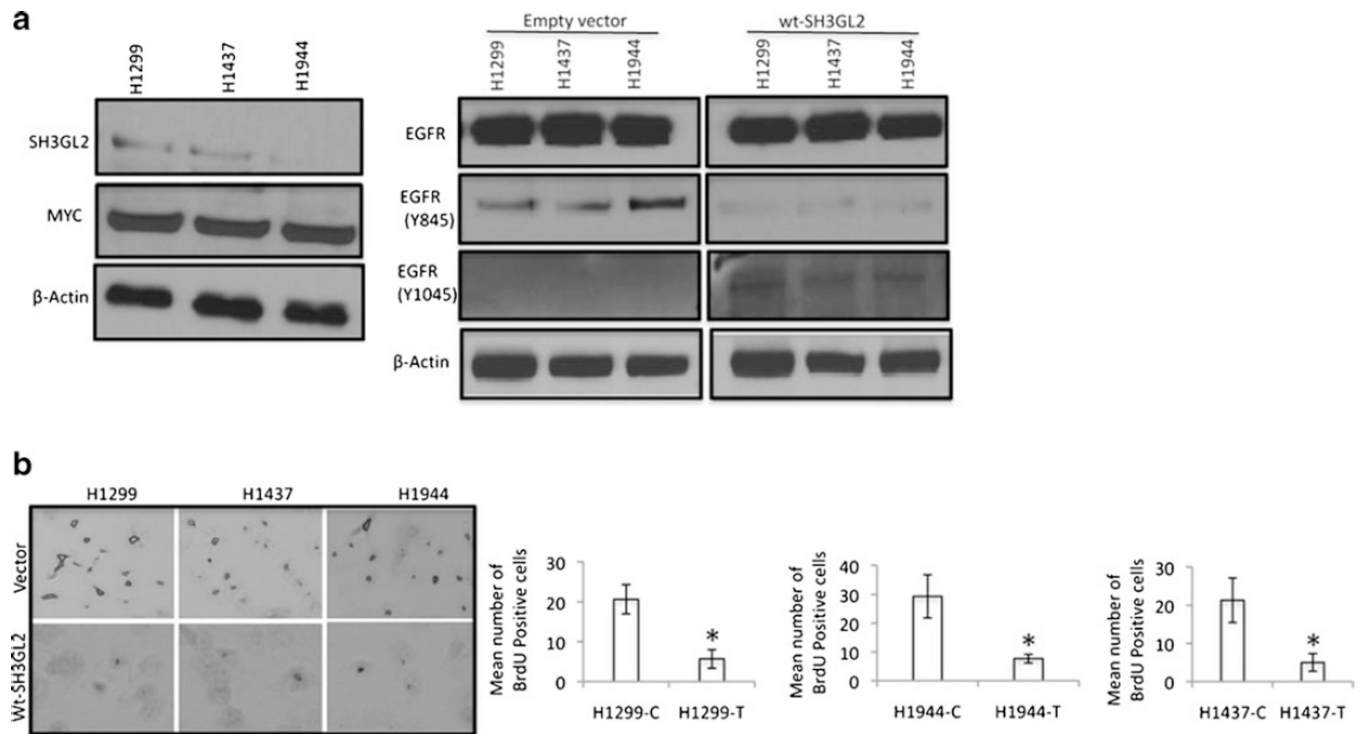 a
H1299
H1437
H1944
SH3GL2
MYC
β-Actin
Empty vector
wt-SH3GL2
H1299
H1437
H1944
H1299
H1437
H1944
EGFR
EGFR
(Y845)
EGFR
(Y1045)
β-Actin
b
H1299
H1437
H1944
Vector
Wt-SH3GL2
Mean number of
BrdU Positive cells
30
20
10
0
*
H1299-C
H1299-T
Mean number of
BrdU Positive cells
40
30
20
10
0
*
H1944-C
H1944-T
Mean number of
BrdU Positive cells
30
20
10
0
*
H1437-C
H1437-T